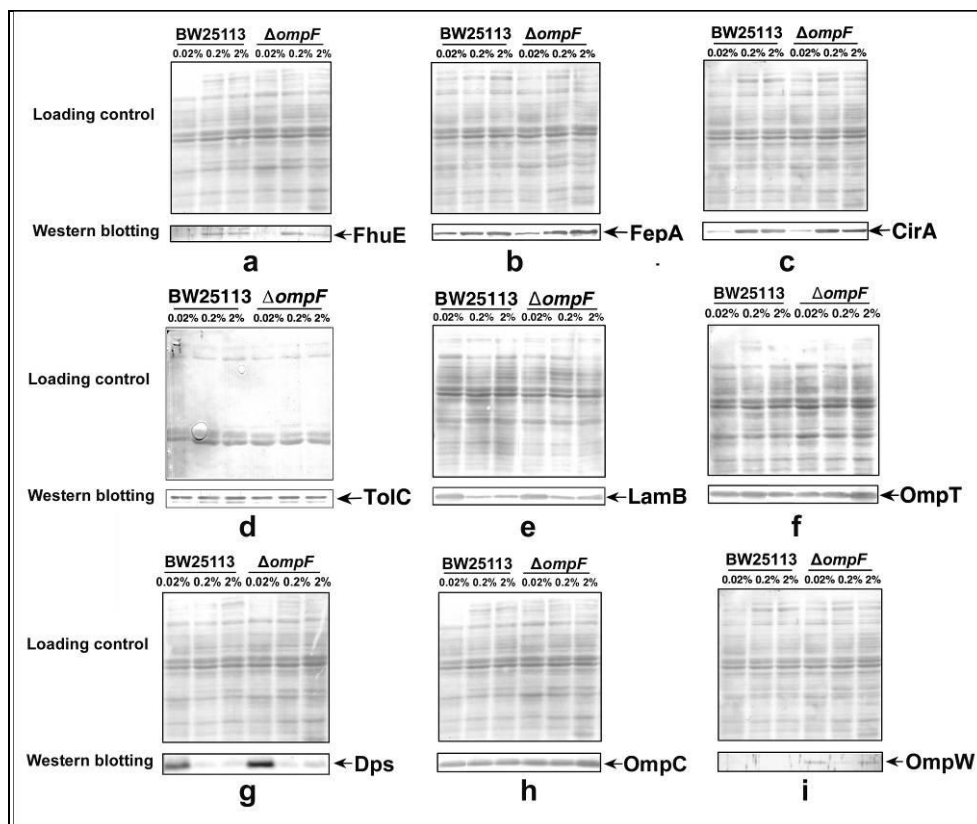 BW25113 ΔompF BW25113 ΔompF BW25113 ΔompF
0.02% 0.2% 2% 0.02% 0.2% 2% 0.02% 0.2% 2% 0.02% 0.2% 2% 0.02% 0.2% 2% 0.02% 0.2% 2%
Loading control
Western blotting FhuE FepA CirA
a b c
BW25113 ΔompF BW25113 ΔompF BW25113 ΔompF
0.02% 0.2% 2% 0.02% 0.2% 2% 0.02% 0.2% 2% 0.02% 0.2% 2% 0.02% 0.2% 2% 0.02% 0.2% 2%
Loading control
Western blotting TolC LamB OmpT
d e f
BW25113 ΔompF BW25113 ΔompF BW25113 ΔompF
0.02% 0.2% 2% 0.02% 0.2% 2% 0.02% 0.2% 2% 0.02% 0.2% 2% 0.02% 0.2% 2% 0.02% 0.2% 2%
Loading control
Western blotting Dps OmpC OmpW
g h i